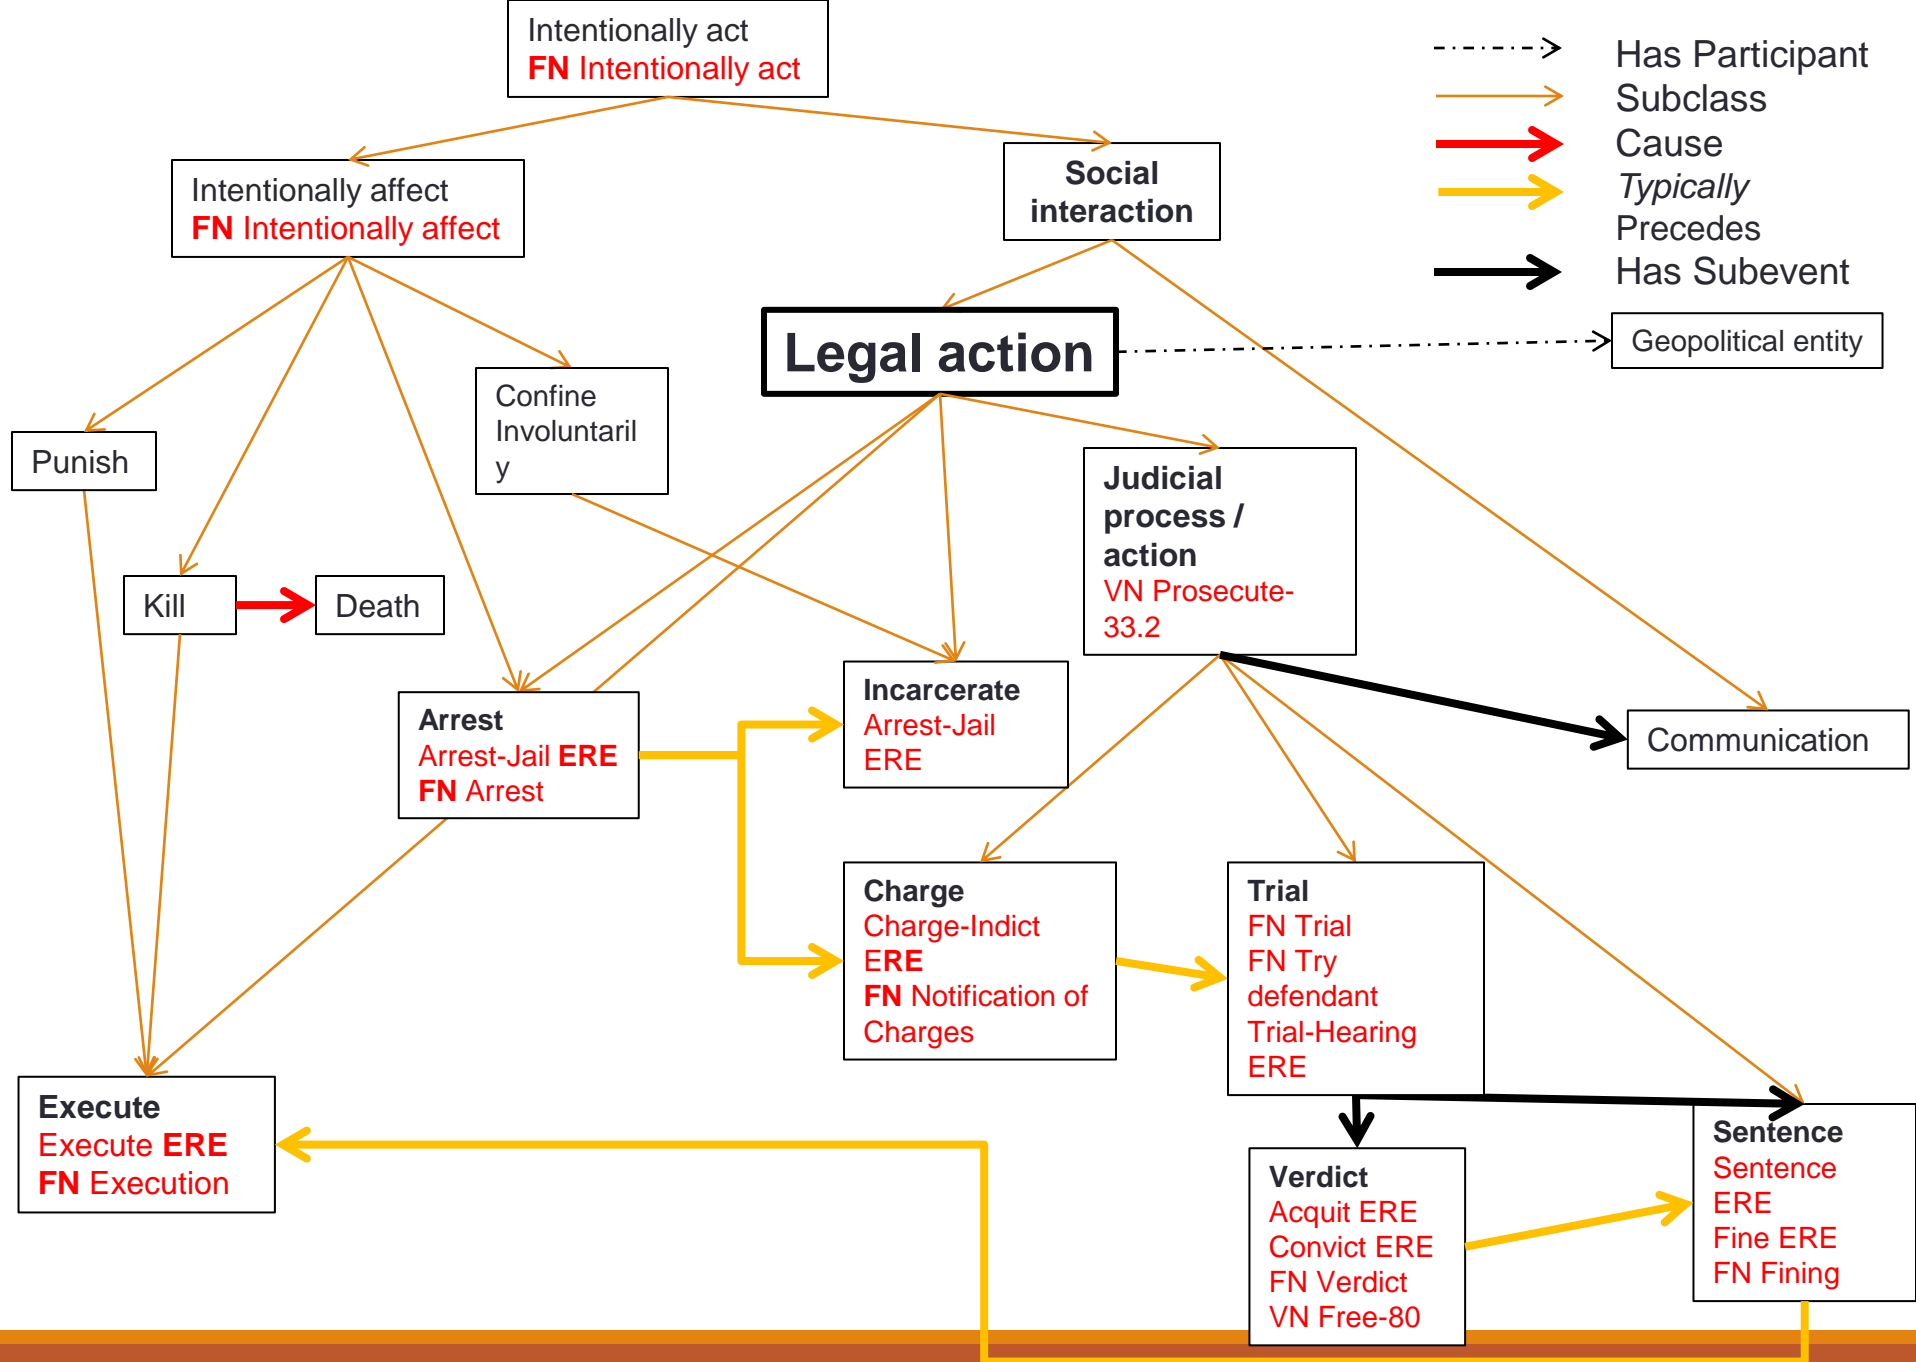 Intentionally act
FN Intentionally act
Has Participant
Subclass
Cause
Typically
Precedes
Has Subevent
Intentionally affect
FN Intentionally affect
Social
interaction
Legal action
Geopolitical entity
Confine
Involuntaril
y
Punish
Judicial
process /
action
VN Prosecute-
33.2
Kill
Death
Arrest
Arrest-Jail ERE
FN Arrest
Incarcerate
Arrest-Jail
ERE
Communication
Charge
Charge-Indict
ERE
FN Notification of
Charges
Trial
FN Trial
FN Try
defendant
Trial-Hearing
ERE
Execute
Execute ERE
FN Execution
Verdict
Acquit ERE
Convict ERE
FN Verdict
VN Free-80
Sentence
Sentence
ERE
Fine ERE
FN Fining